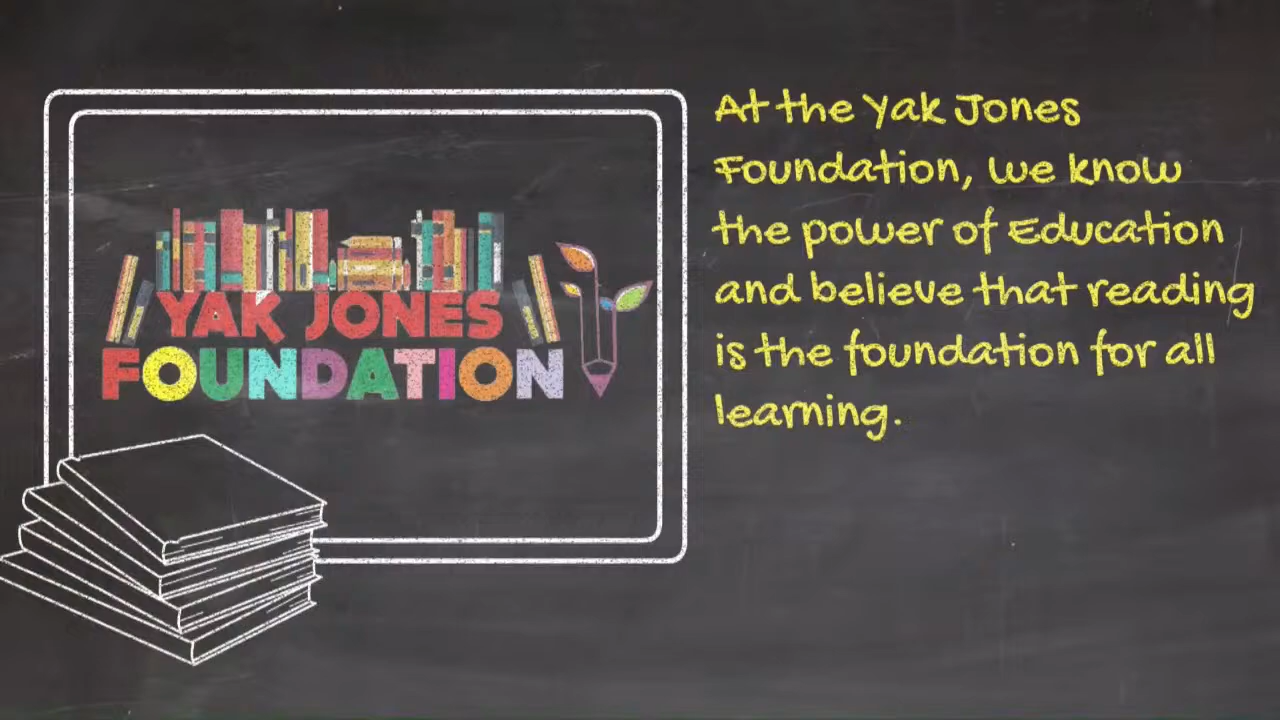 YAK JONES
FOUNDATION
At the Yak Jones
Foundation, we know
the power of Education
and believe that reading
is the foundation for all
learning.